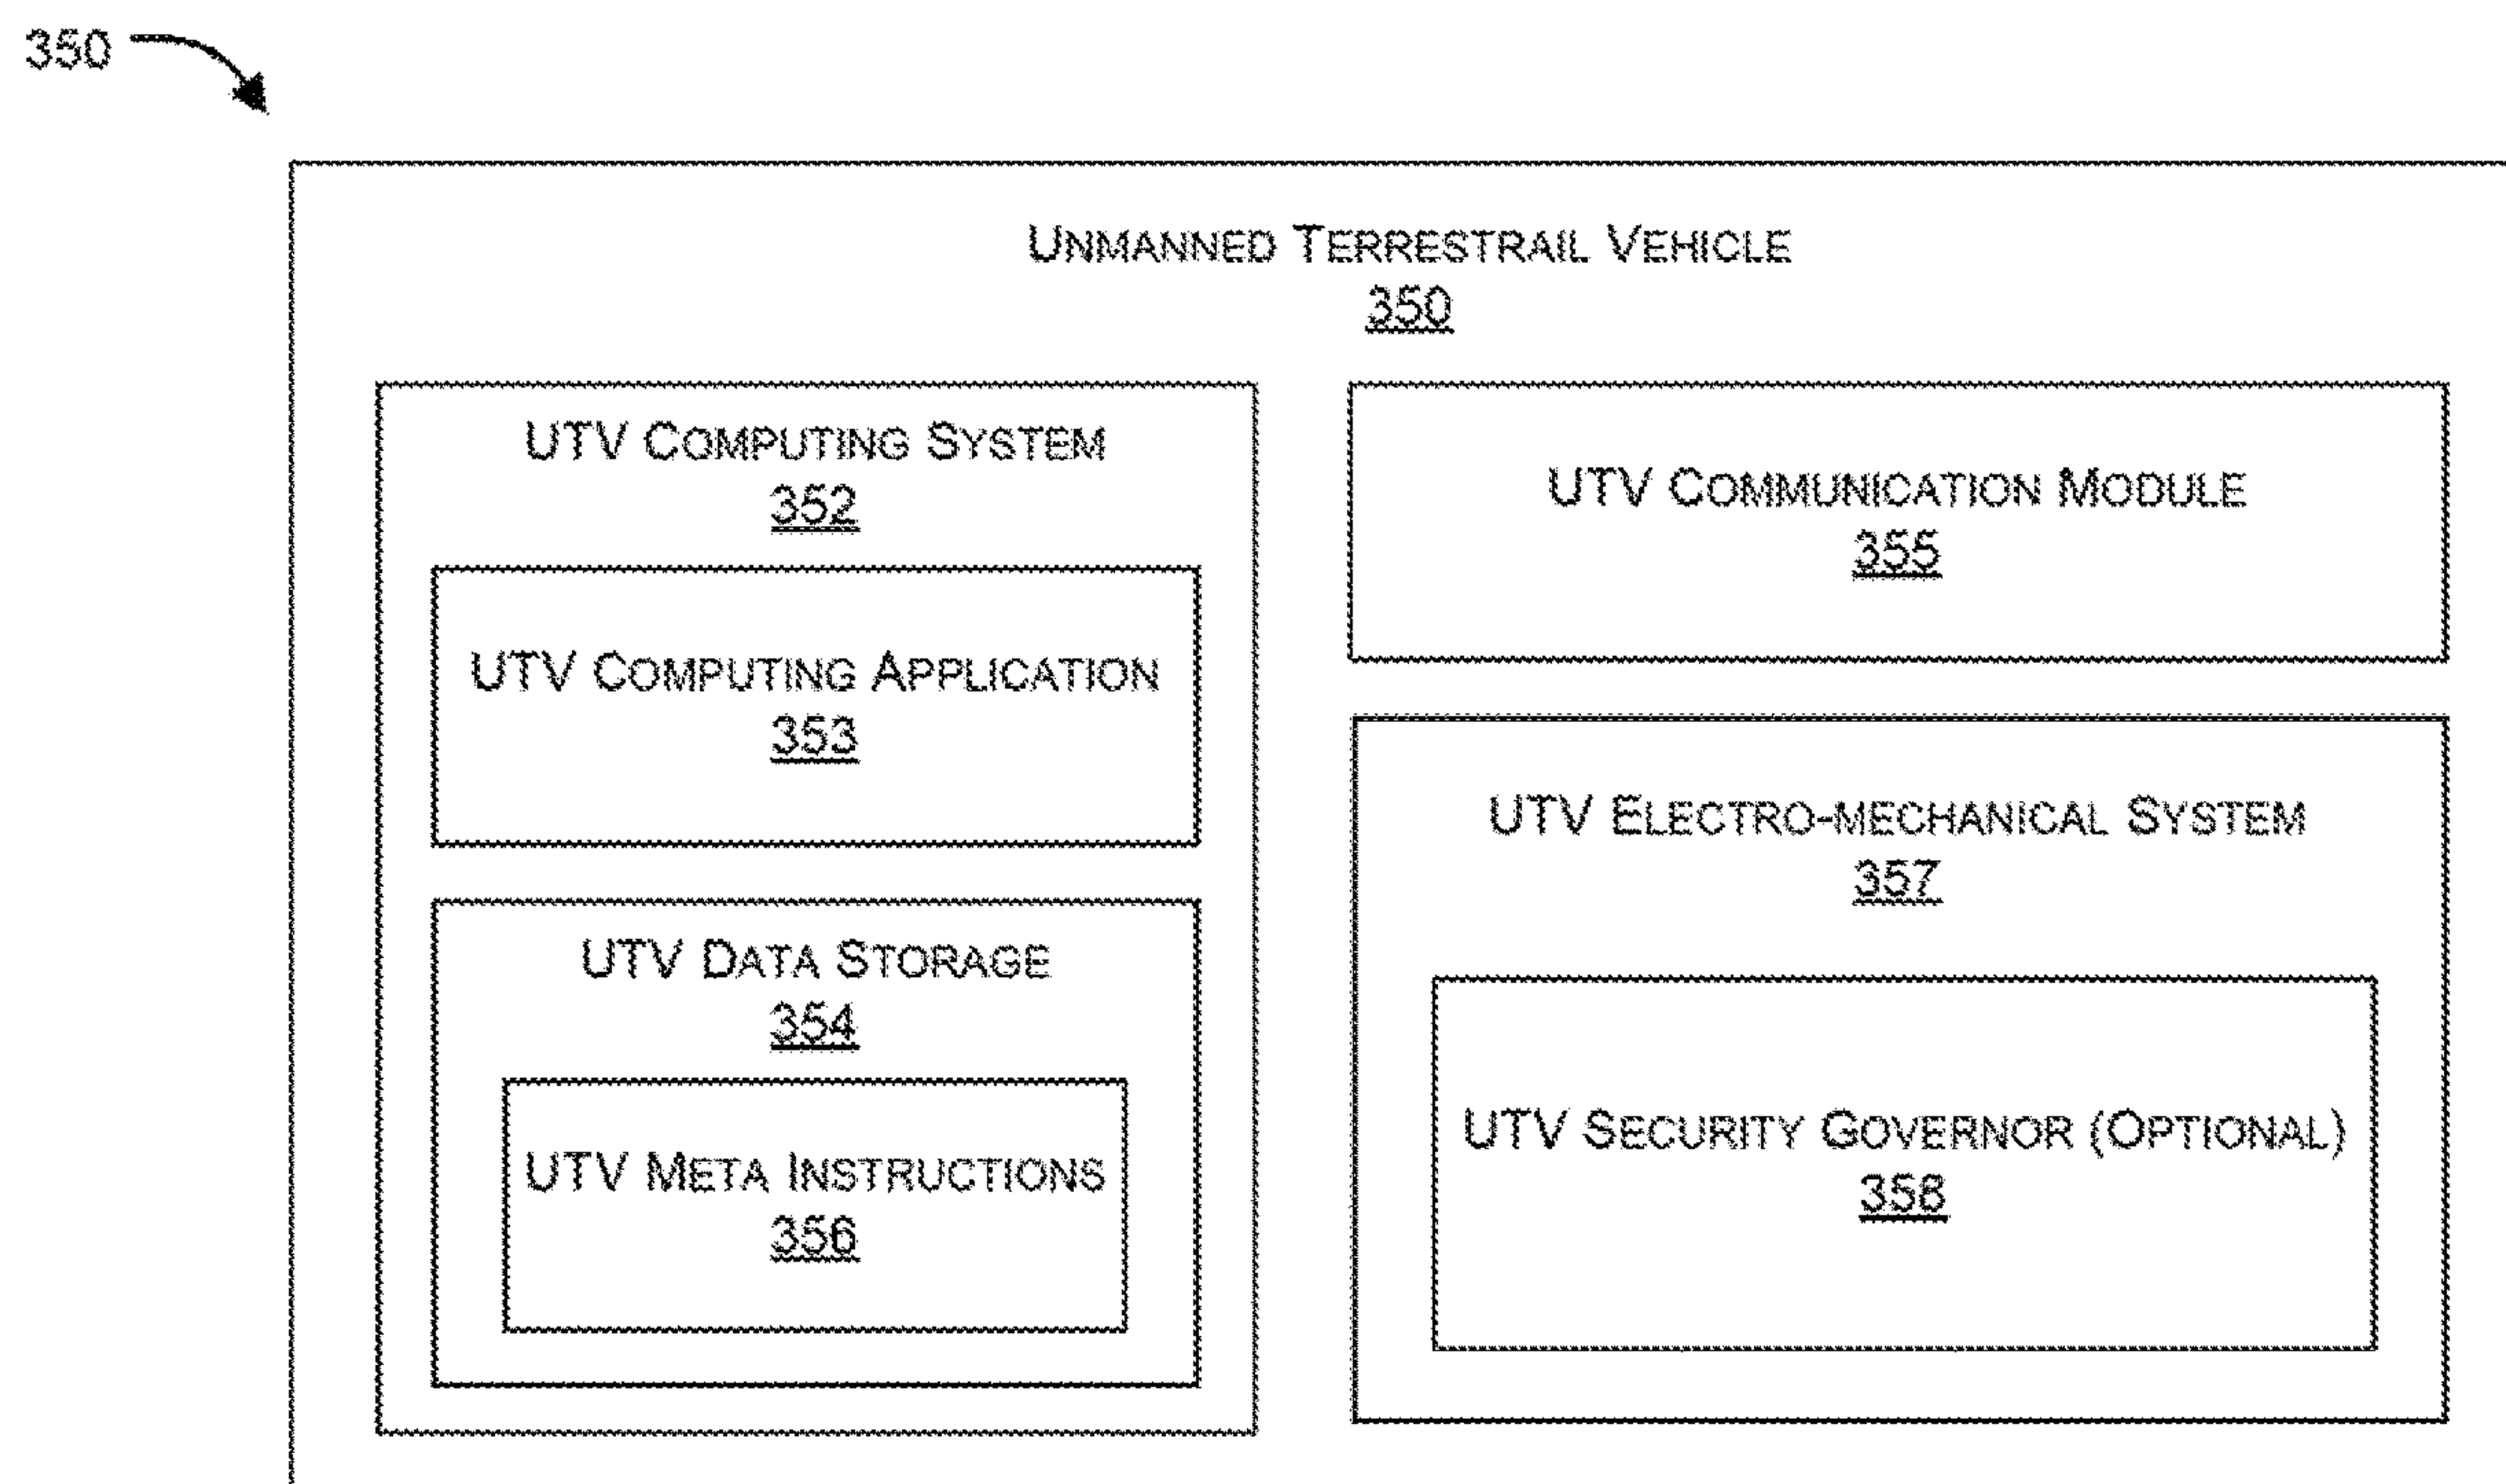 350
UNMANNED TERRESTRAIL VEHICLE
350
UTV COMPUTING SYSTEM
352
UTV COMPUTING APPLICATION
353
UTV DATA STORAGE
354
UTV META INSTRUCTIONS
356
UTV COMMUNICATION MODULE
355
UTV ELECTRO-MECHANICAL SYSTEM
357
UTV SECURITY GOVERNOR (OPTIONAL)
358